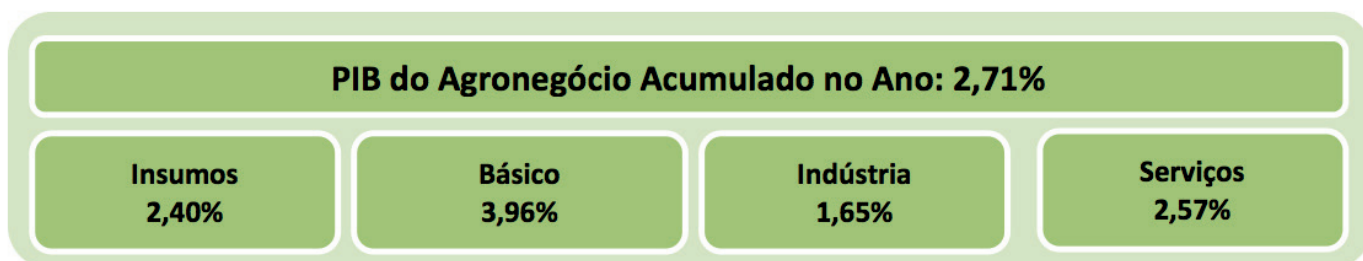 PIB do Agronegócio Acumulado no Ano: 2,71%
Insumos
2,40%
Básico
3,96%
Indústria
1,65%
Serviços
2,57%